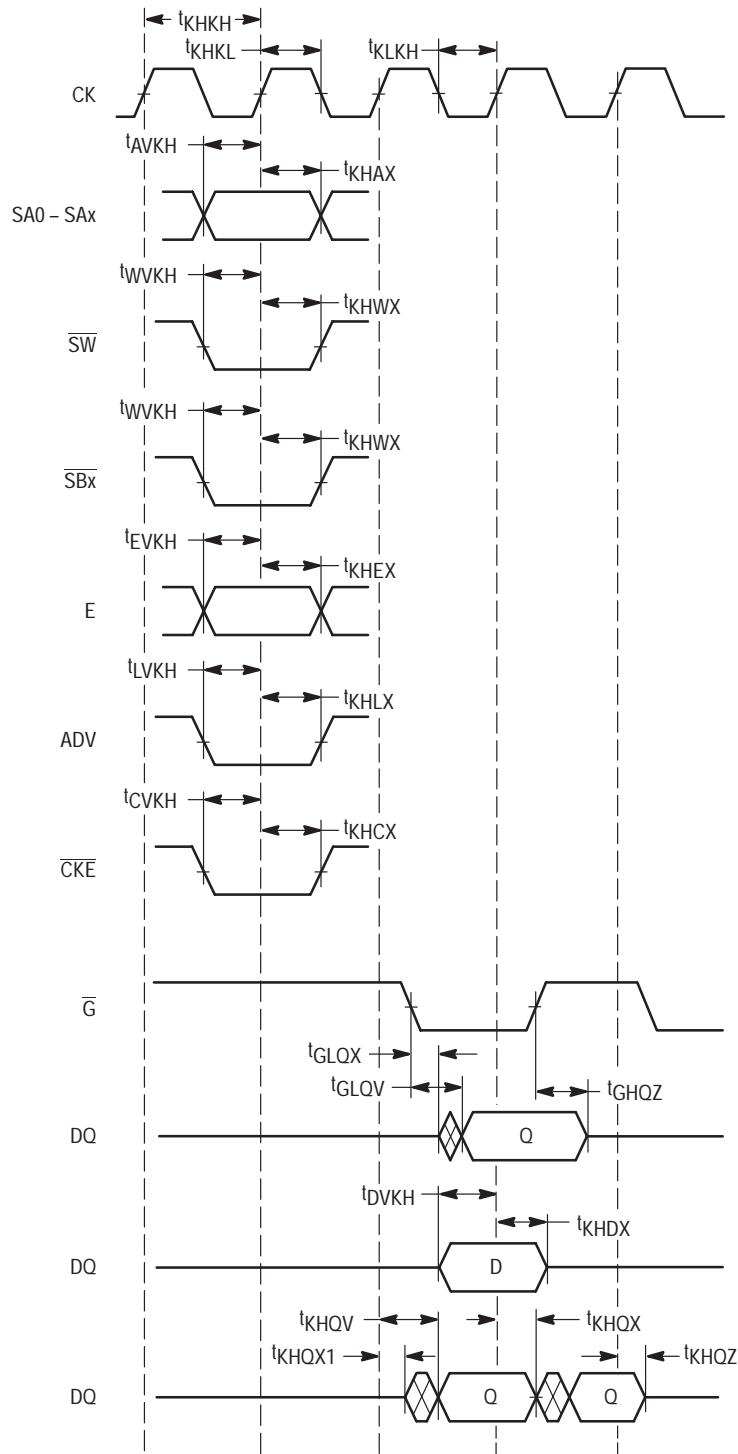 tKHKH
tKHKL
tKLKH
CK
tAVKH
tKHAX
SA0 – SAx
tWVKH
tKHWX
SW
tWVKH
tKHWX
SBx
tEVKH
tKHEX
E
tLVKH
tKHLX
ADV
tCVKH
tKHCX
CKE
G
tGLQX
tGLQV
tGHQZ
DQ
Q
tDVKH
tKHDX
DQ
D
tKHQV
tKHQX
tKHQX1
tKHQZ
DQ
Q
Q